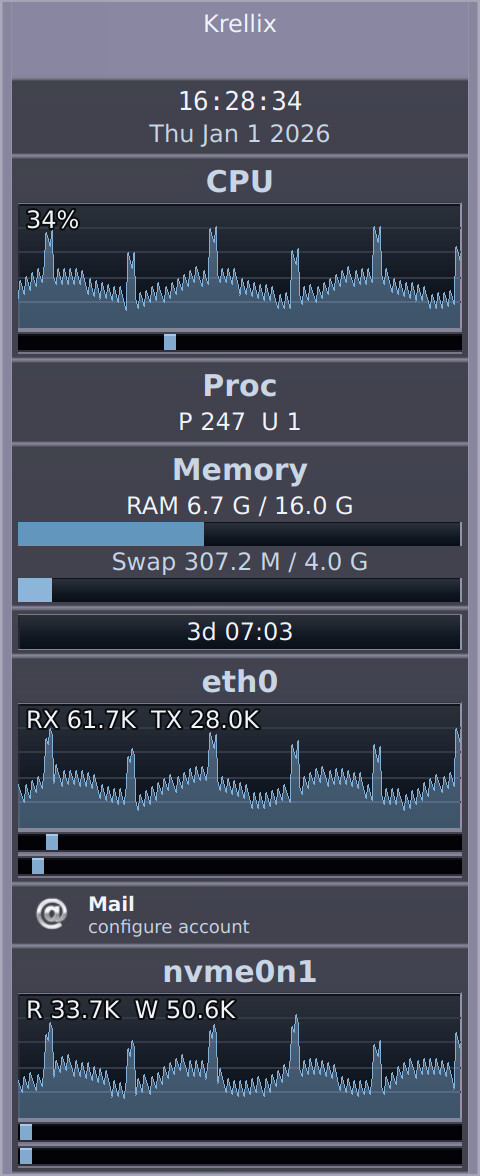 Krellix
16:28:34
Thu Jan 1 2026
CPU
34%
Proc
P 247  U 1
Memory
RAM 6.7 G / 16.0 G
Swap 307.2 M / 4.0 G
3d 07:03
eth0
RX 61.7K  TX 28.0K
@
Mail
configure account
nvme0n1
R 33.7K  W 50.6K